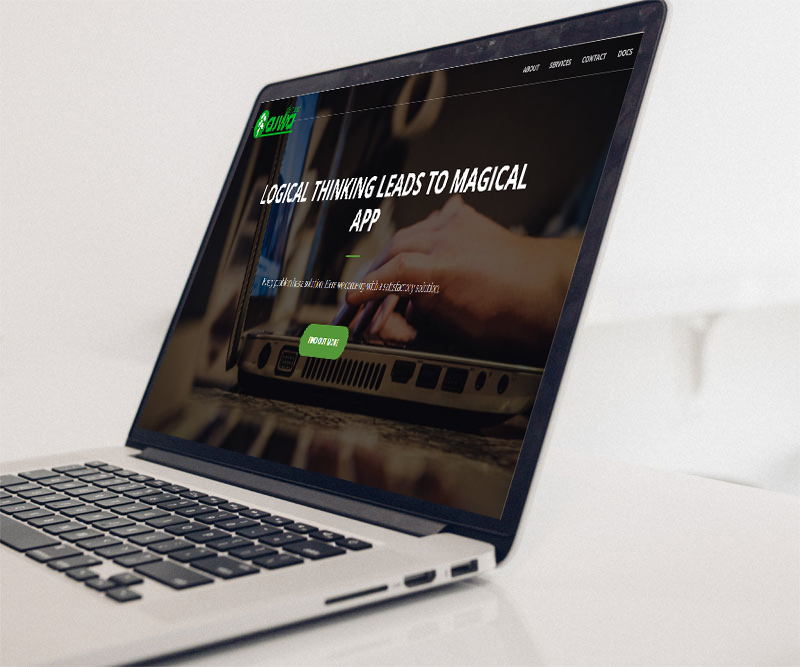 ajwa
ABOUT SERVICES CONTACT DOCS
LOGICAL THINKING LEADS TO MAGICAL
APP
Every problem has a solution. Here we come up with a satisfactory solution.
FIND OUT MORE